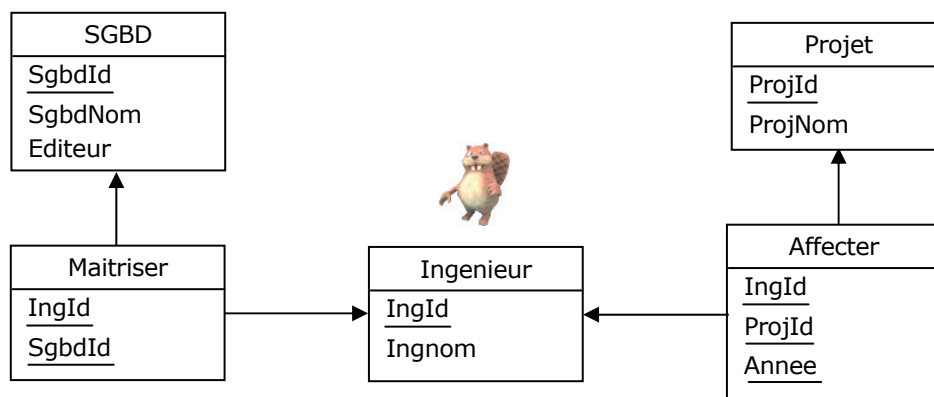 SGBD
SgbdId
SgbdNom
Editeur
Projet
ProjId
ProjNom
Maitriser
IngId
SgbdId
Ingenieur
IngId
Ingnom
Affecter
IngId
ProjId
Annee